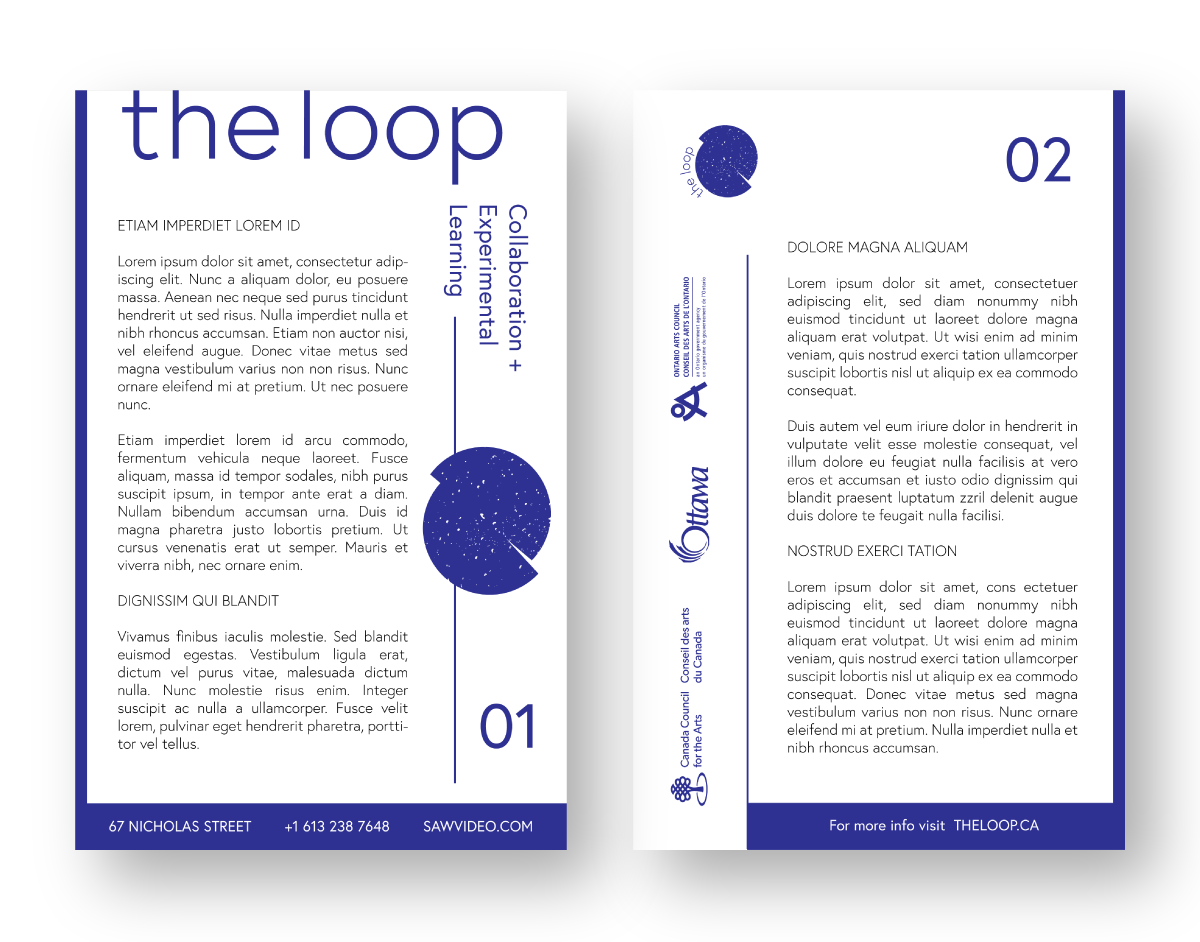 the loop
Collaboration +
Experimental
Learning
ETIAM IMPERDIET LOREM ID
Lorem ipsum dolor sit amet, consectetur adip-
iscing elit. Nunc a aliquam dolor, eu posuere
massa. Aenean nec neque sed purus tincidunt
hendrerit ut sed risus. Nulla imperdiet nulla et
nibh rhoncus accumsan. Etiam non auctor nisi,
vel eleifend augue. Donec vitae metus sed
magna vestibulum varius non non risus. Nunc
ornare eleifend mi at pretium. Ut nec posuere
nunc.
Etiam imperdiet lorem id arcu commodo,
fermentum vehicula neque laoreet. Fusce
aliquam, massa id tempor sodales, nibh purus
suscipit ipsum, in tempor ante erat a diam.
Nullam bibendum accumsan urna. Duis id
magna pharetra justo lobortis pretium. Ut
cursus venenatis erat ut semper. Mauris et
viverra nibh, nec ornare enim.
DIGNISSIM QUI BLANDIT
Vivamus finibus iaculis molestie. Sed blandit
euismod egestas. Vestibulum ligula erat,
dictum vel purus vitae, malesuada dictum
nulla. Nunc molestie risus enim. Integer
suscipit ac nulla a ullamcorper. Fusce velit
lorem, pulvinar eget hendrerit pharetra, portti-
tor vel tellus.
01
67 NICHOLAS STREET +1 613 238 7648 SAWVIDEO.COM
the loop
02
ONTARIO ARTS COUNCIL
CONSEIL DES ARTS DE L'ONTARIO
an Ontario government agency
un organisme du gouvernement de l'Ontario
Ottawa
Canada Council Conseil des arts
for the Arts du Canada
DOLORE MAGNA ALIQUAM
Lorem ipsum dolor sit amet, consectetuer
adipiscing elit, sed diam nonummy nibh
euismod tincidunt ut laoreet dolore magna
aliquam erat volutpat. Ut wisi enim ad minim
veniam, quis nostrud exerci tation ullamcorper
suscipit lobortis nisl ut aliquip ex ea commodo
consequat.
Duis autem vel eum iriure dolor in hendrerit in
vulputate velit esse molestie consequat, vel
illum dolore eu feugiat nulla facilisis at vero
eros et accumsan et iusto odio dignissim qui
blandit praesent luptatum zzril delenit augue
duis dolore te feugait nulla facilisi.
NOSTRUD EXERCI TATION
Lorem ipsum dolor sit amet, cons ectetuer
adipiscing elit, sed diam nonummy nibh
euismod tincidunt ut laoreet dolore magna
aliquam erat volutpat. Ut wisi enim ad minim
veniam, quis nostrud exerci tation ullamcorper
suscipit lobortis nisl ut aliquip ex ea commodo
consequat. Donec vitae metus sed magna
vestibulum varius non non risus. Nunc ornare
eleifend mi at pretium. Nulla imperdiet nulla et
nibh rhoncus accumsan.
For more info visit THELOOP.CA